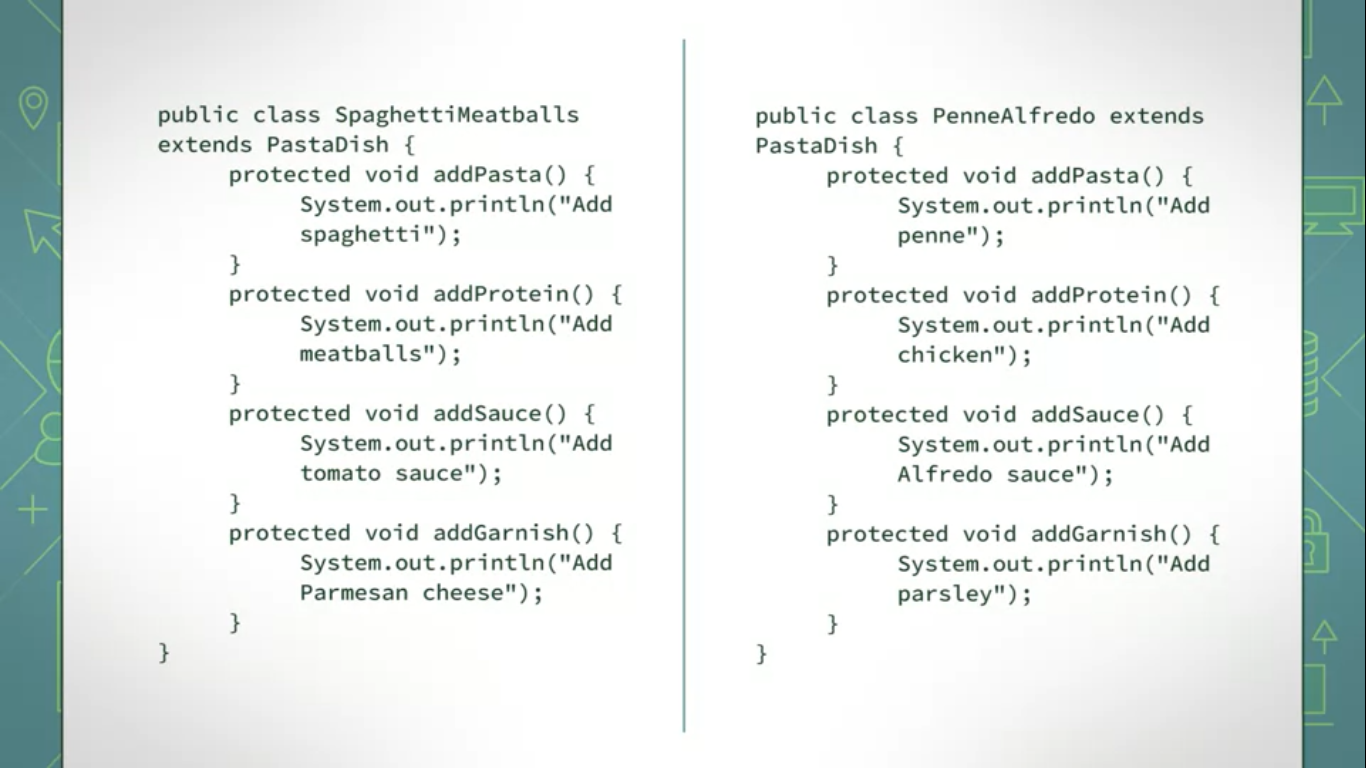 public class SpaghettiMeatballs
extends PastaDish {
protected void addPasta() {
System.out.println("Add
spaghetti");
}
protected void addProtein() {
System.out.println("Add
meatballs");
}
protected void addSauce() {
System.out.println("Add
tomato sauce");
}
protected void addGarnish() {
System.out.println("Add
Parmesan cheese");
}
}
public class PenneAlfredo extends
PastaDish {
protected void addPasta() {
System.out.println("Add
penne");
}
protected void addProtein() {
System.out.println("Add
chicken");
}
protected void addSauce() {
System.out.println("Add
Alfredo sauce");
}
protected void addGarnish() {
System.out.println("Add
parsley");
}
}